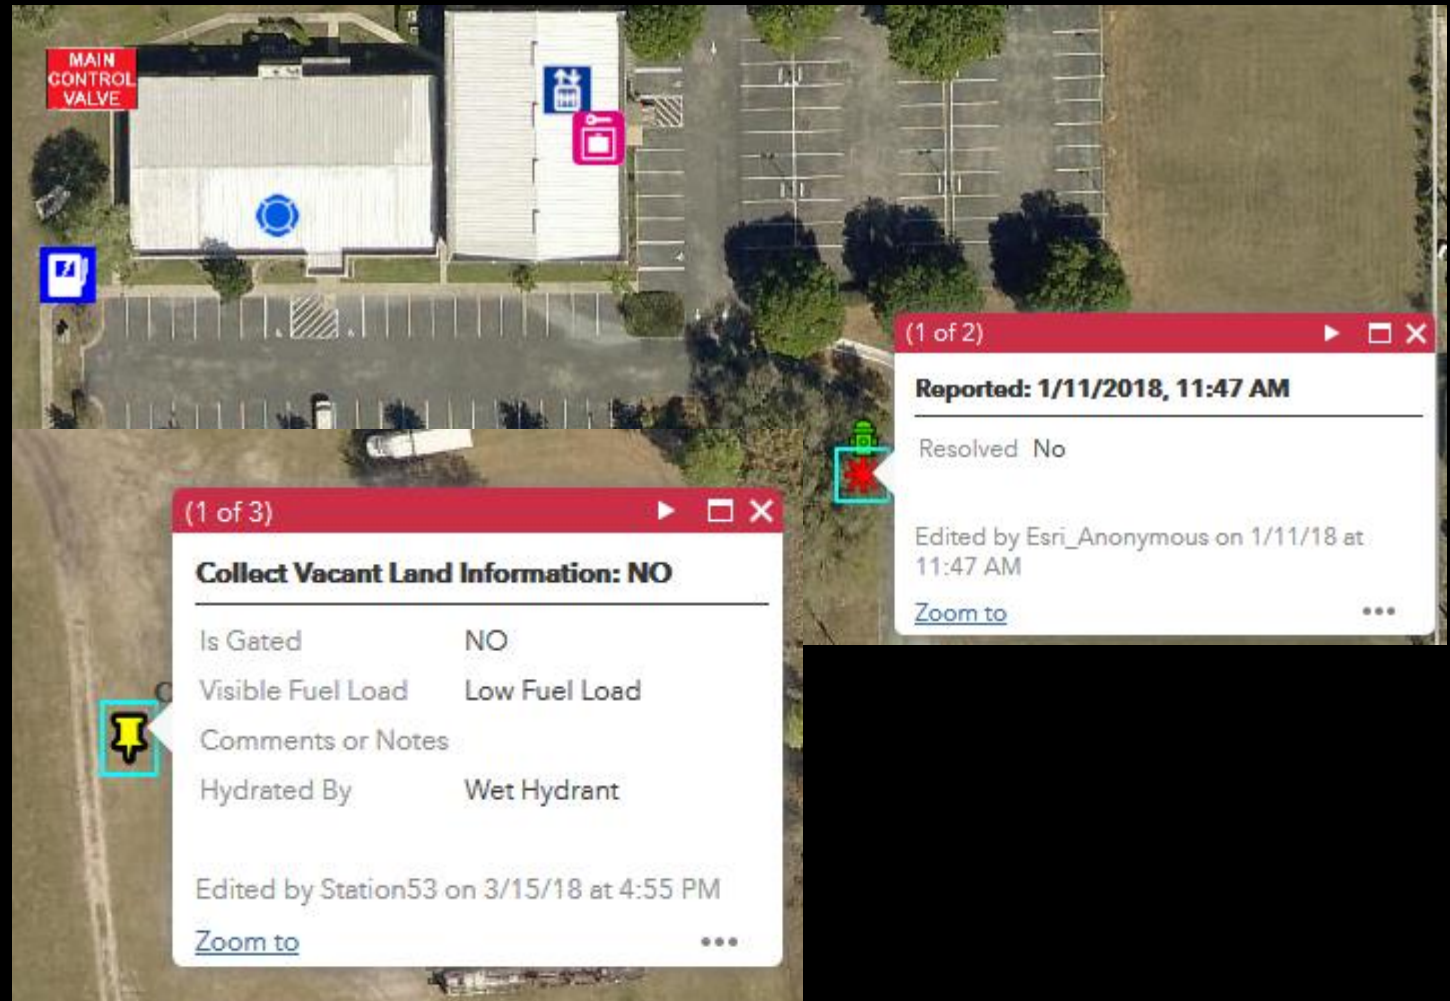 MAIN
CONTROL
VALVE
(1 of 2)
Reported: 1/11/2018, 11:47 AM
Resolved No
Edited by Esri_Anonymous on 1/11/18 at
11:47 AM
Zoom to
(1 of 3)
Collect Vacant Land Information: NO
Is Gated NO
Visible Fuel Load Low Fuel Load
Comments or Notes
Hydrated By Wet Hydrant
Edited by Station53 on 3/15/18 at 4:55 PM
Zoom to